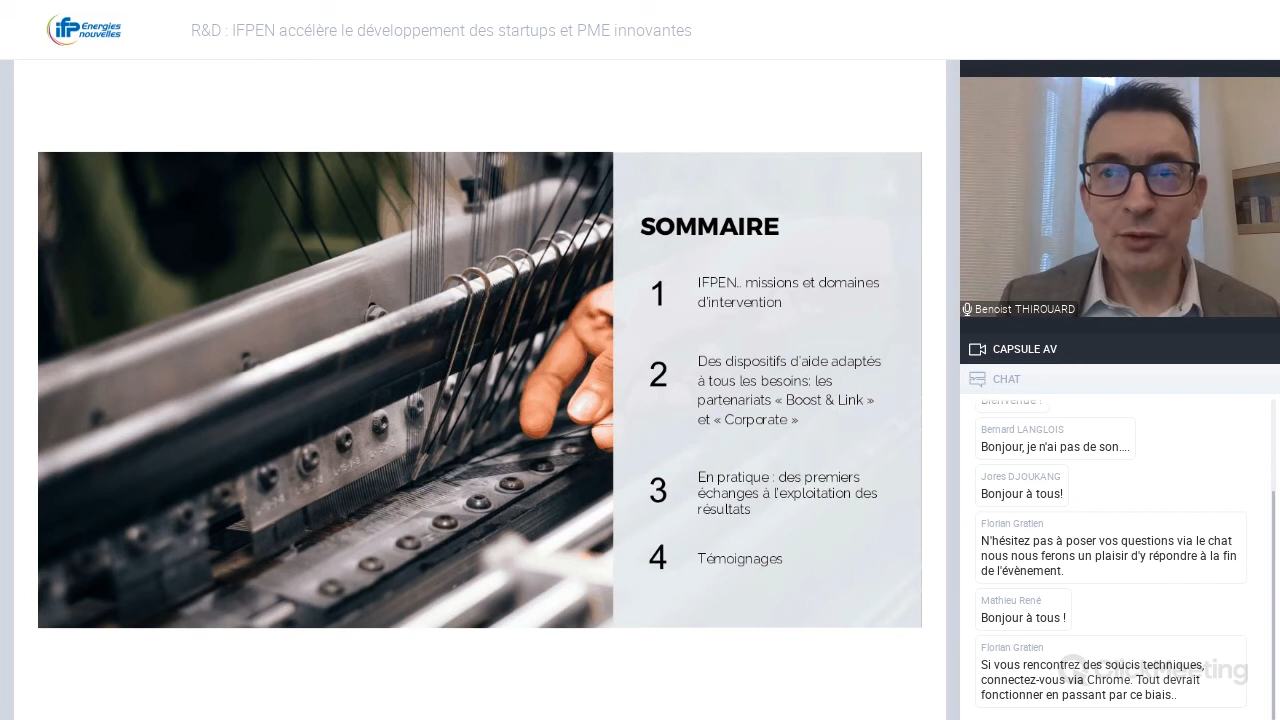 ifp Energies
nouvelles
R&D : IFPEN accélère le développement des startups et PME innovantes
SOMMAIRE
1
IFPEN.. missions et domaines
d'intervention
2
Des dispositifs d'aide adaptés
à tous les besoins: les
partenariats « Boost & Link »
et « Corporate »
3
En pratique : des premiers
échanges à l'exploitation des
résultats
4
Témoignages
Benoist THIROUARD
CAPSULE AV
CHAT
Bienvenue !
Bernard LANGLOIS
Bonjour, je n'ai pas de son....
Jores DJOUKANG
Bonjour à tous!
Florian Gratien
N'hésitez pas à poser vos questions via le chat
nous nous ferons un plaisir d'y répondre à la fin
de l'évènement.
Mathieu René
Bonjour à tous !
Florian Gratien
Si vous rencontrez des soucis techniques,
connectez-vous via Chrome. Tout devrait
fonctionner en passant par ce biais..
ClickMeeting